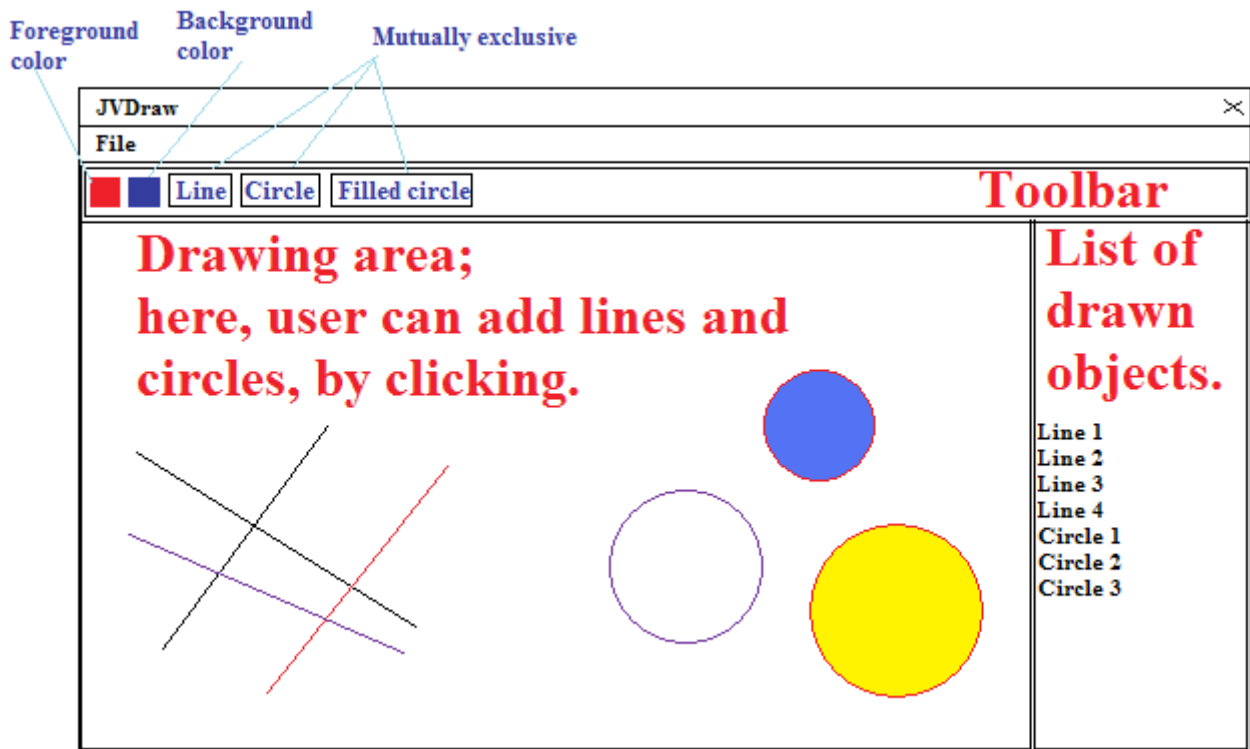 Foreground
color
Background
color
Mutually exclusive
JVDraw
File
Line
Circle
Filled circle
Toolbar
Drawing area;
here, user can add lines and
circles, by clicking.
List of
drawn
objects.
Line 1
Line 2
Line 3
Line 4
Circle 1
Circle 2
Circle 3